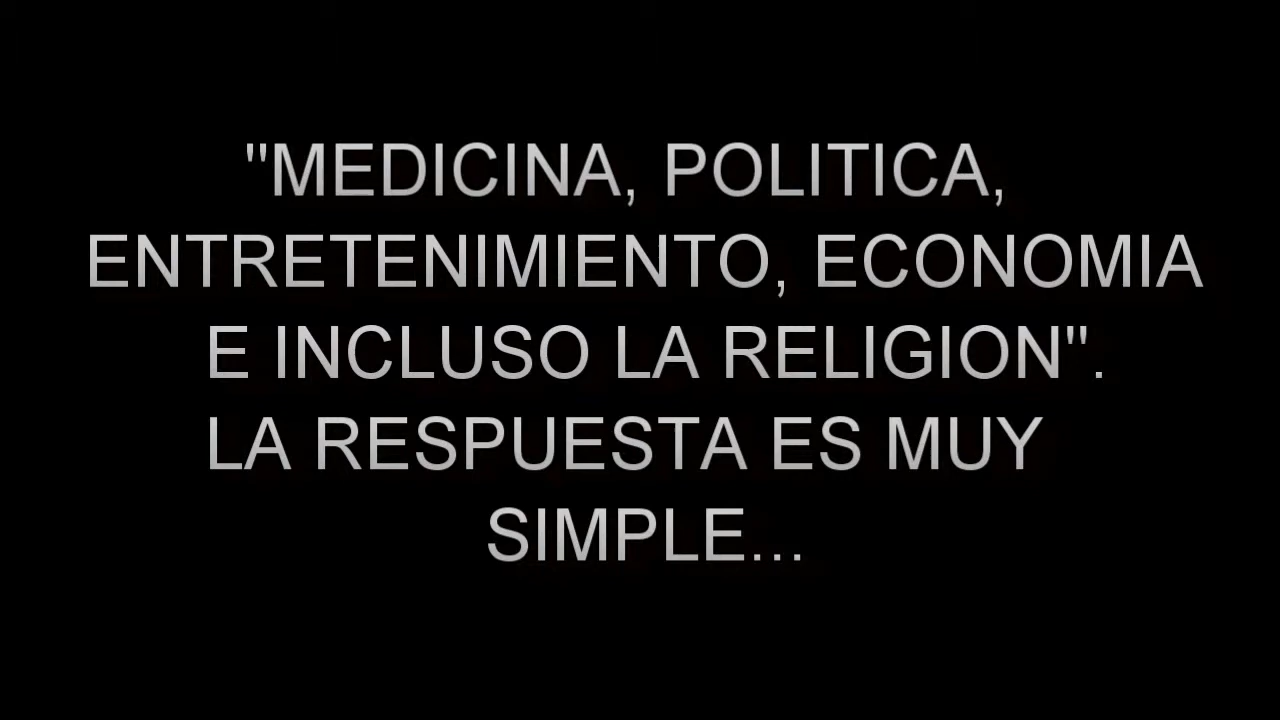 "MEDICINA, POLITICA,
ENTRETENIMIENTO, ECONOMIA
E INCLUSO LA RELIGION".
LA RESPUESTA ES MUY
SIMPLE...